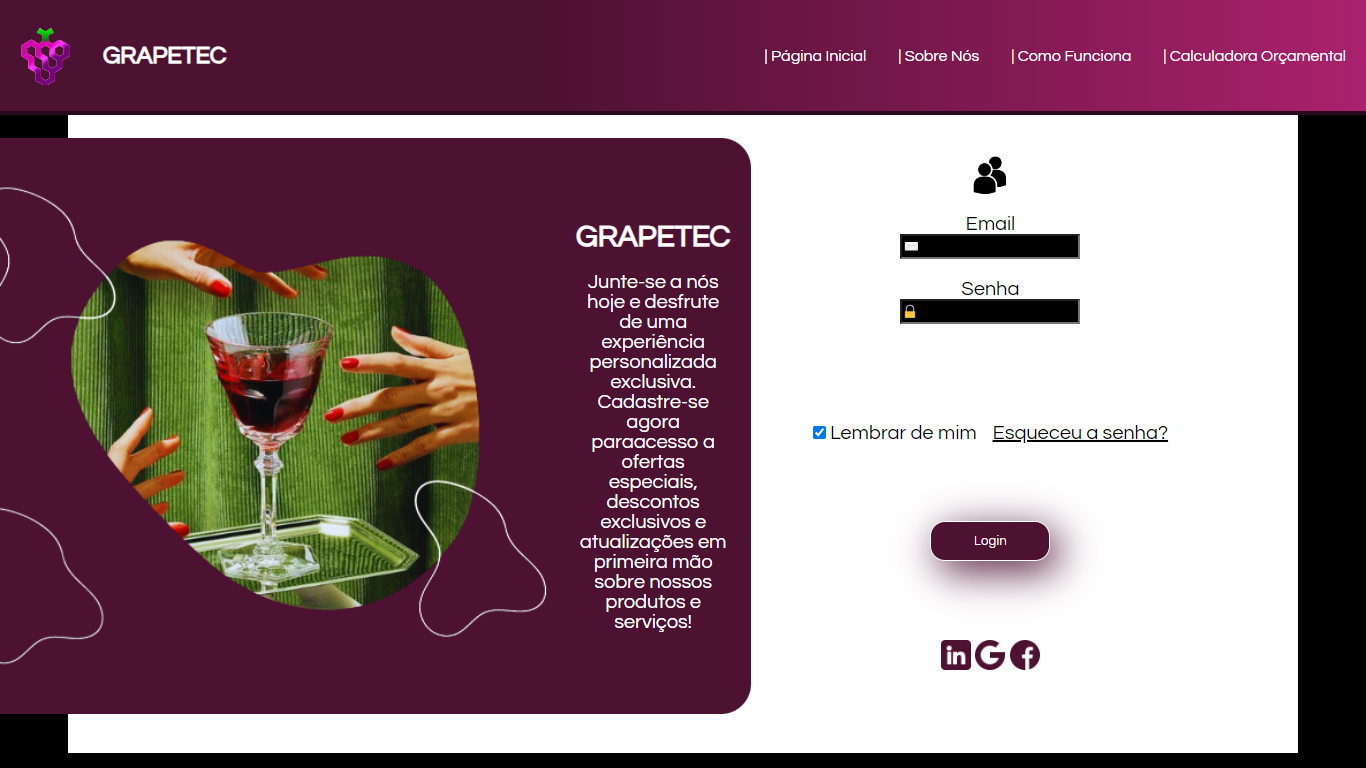 GRAPETEC
| Página Inicial | Sobre Nós | Como Funciona | Calculadora Orçamental
GRAPETEC
Junte-se a nós
hoje e desfrute
de uma
experiência
personalizada
exclusiva.
Cadastre-se
agora
paraacesso a
ofertas
especiais,
descontos
exclusivos e
atualizações em
primeira mão
sobre nossos
produtos e
serviços!
Email
Senha
Lembrar de mim Esqueceu a senha?
Login
in G f